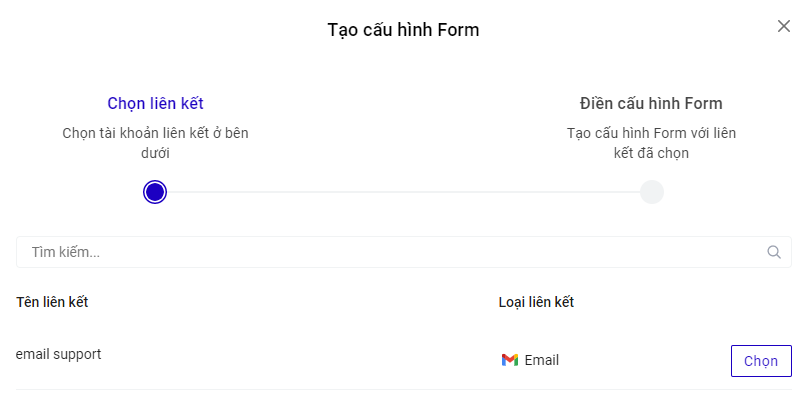 Tạo cấu hình Form
Chọn liên kết
Chọn tài khoản liên kết ở bên
dưới
Điền cấu hình Form
Tạo cấu hình Form với liên
kết đã chọn
Tìm kiếm...
Tên liên kết
Loại liên kết
email support
Email
Chọn